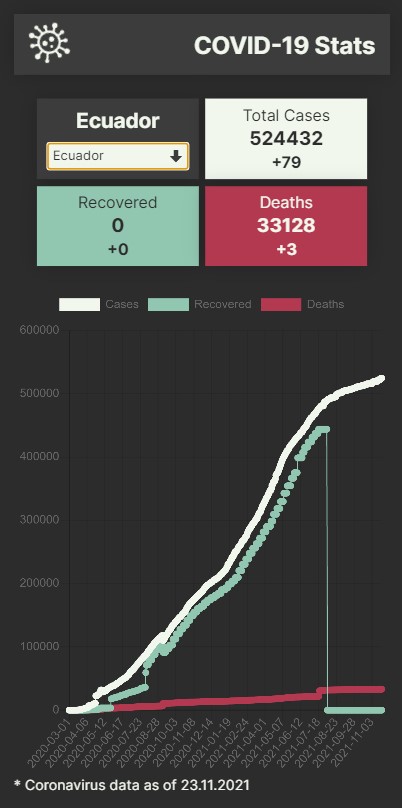 COVID-19 Stats
Ecuador
Ecuador
Total Cases
524432
+79
Recovered
0
+0
Deaths
33128
+3
Cases Recovered Deaths
600000
500000
400000
300000
200000
100000
0
2020-03-01 2020-04-06 2020-05-12 2020-06-17 2020-07-23 2020-08-28 2020-10-03 2020-11-08 2020-12-14 2021-01-19 2021-02-24 2021-04-01 2021-05-07 2021-06-12 2021-07-18 2021-08-23 2021-09-28 2021-11-03
* Coronavirus data as of 23.11.2021